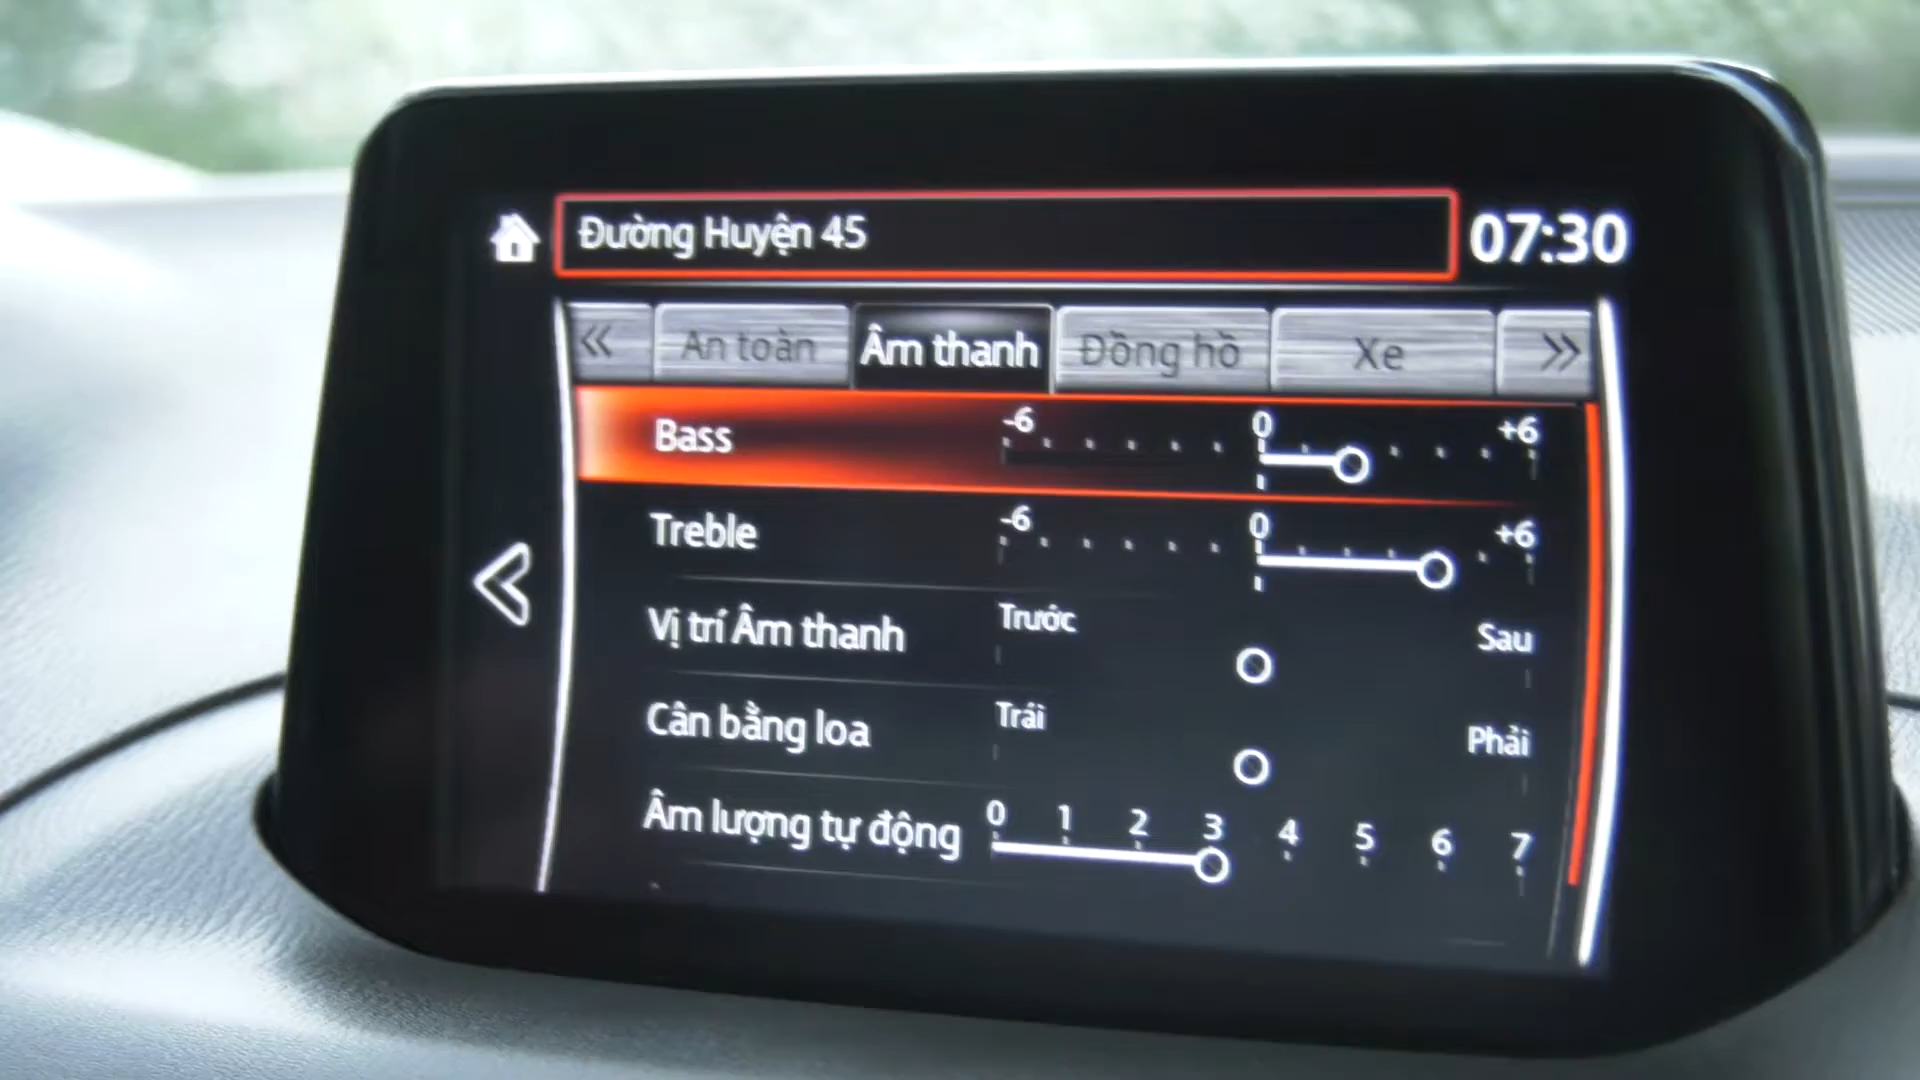 Đường Huyện 45 07:30
« An toàn Âm thanh Đồng hồ Xe »
Bass -6 0 +6
Treble -6 0 +6
Vị trí Âm thanh Trước Sau
Cân bằng loa Trái Phải
Âm lượng tự động 0 1 2 3 4 5 6 7